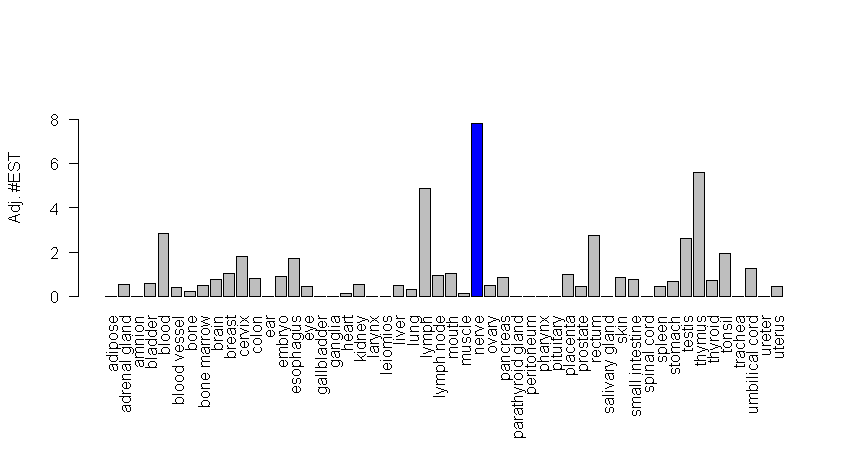 Adj. #EST
8
6
4
2
0
adipose
adrenal gland
amnion
bladder
blood
blood vessel
bone
bone marrow
brain
breast
cervix
colon
ear
embryo
esophagus
eye
gallbladder
ganglia
heart
kidney
larynx
leiomios
liver
lung
lymph
lymph node
mouth
muscle
nerve
ovary
pancreas
parathyroid gland
peritoneum
pharynx
pituitary
placenta
prostate
rectum
salivary gland
skin
small intestine
spinal cord
spleen
stomach
testis
thymus
thyroid
tonsil
trachea
umbilical cord
ureter
uterus